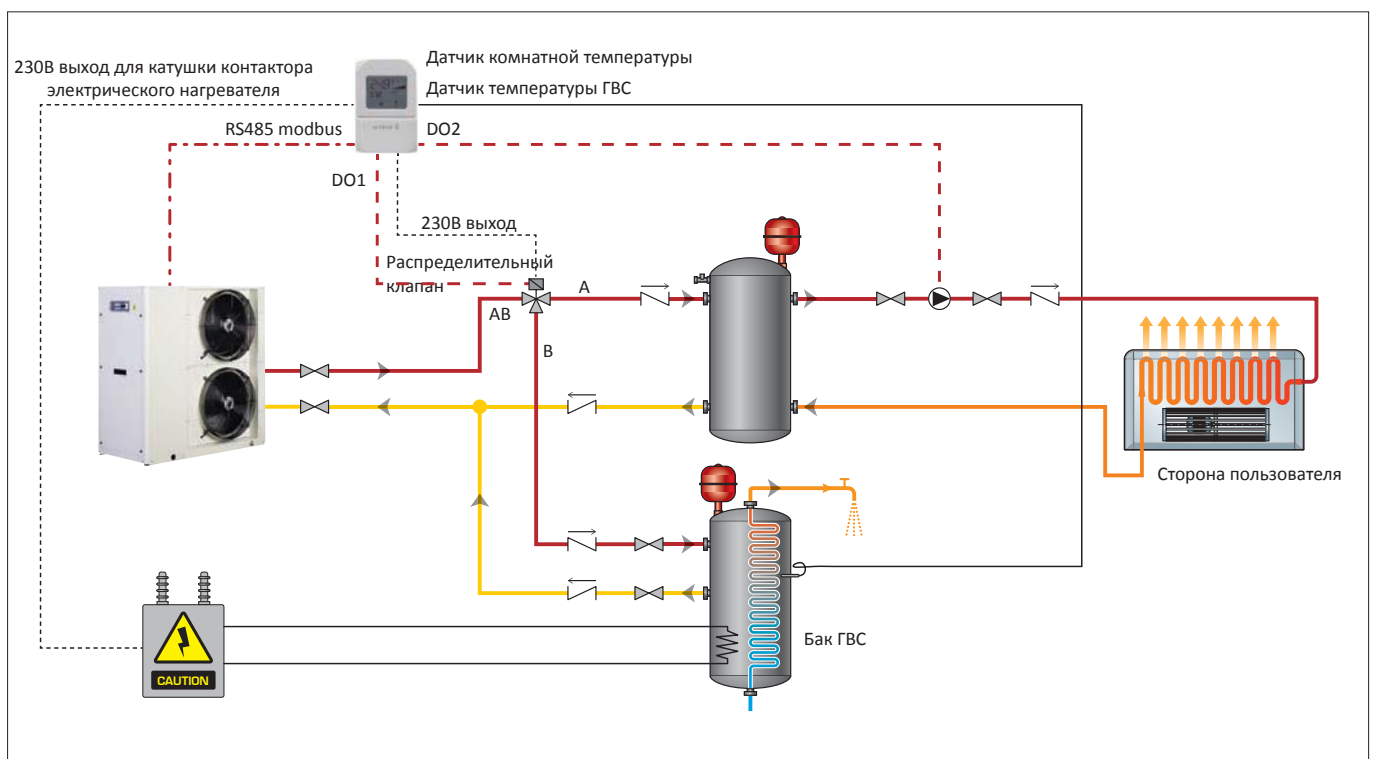 Датчик комнатной температуры
230В выход для катушки контактора
электрического нагревателя
Датчик температуры ГВС
RS485 modbus
DO2
DO1
230В выход
Распределительный
клапан
A
AB
B
Сторона пользователя
Бак ГВС
CAUTION